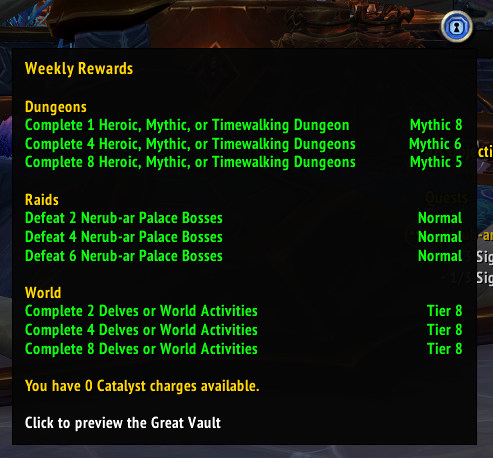 Weekly Rewards
Dungeons
Complete 1 Heroic, Mythic, or Timewalking Dungeon Mythic 8
Complete 4 Heroic, Mythic, or Timewalking Dungeons Mythic 6
Complete 8 Heroic, Mythic, or Timewalking Dungeons Mythic 5
Raids
Defeat 2 Nerub-ar Palace Bosses Normal
Defeat 4 Nerub-ar Palace Bosses Normal
Defeat 6 Nerub-ar Palace Bosses Normal
World
Complete 2 Delves or World Activities Tier 8
Complete 4 Delves or World Activities Tier 8
Complete 8 Delves or World Activities Tier 8
You have 0 Catalyst charges available.
Click to preview the Great Vault
Quests